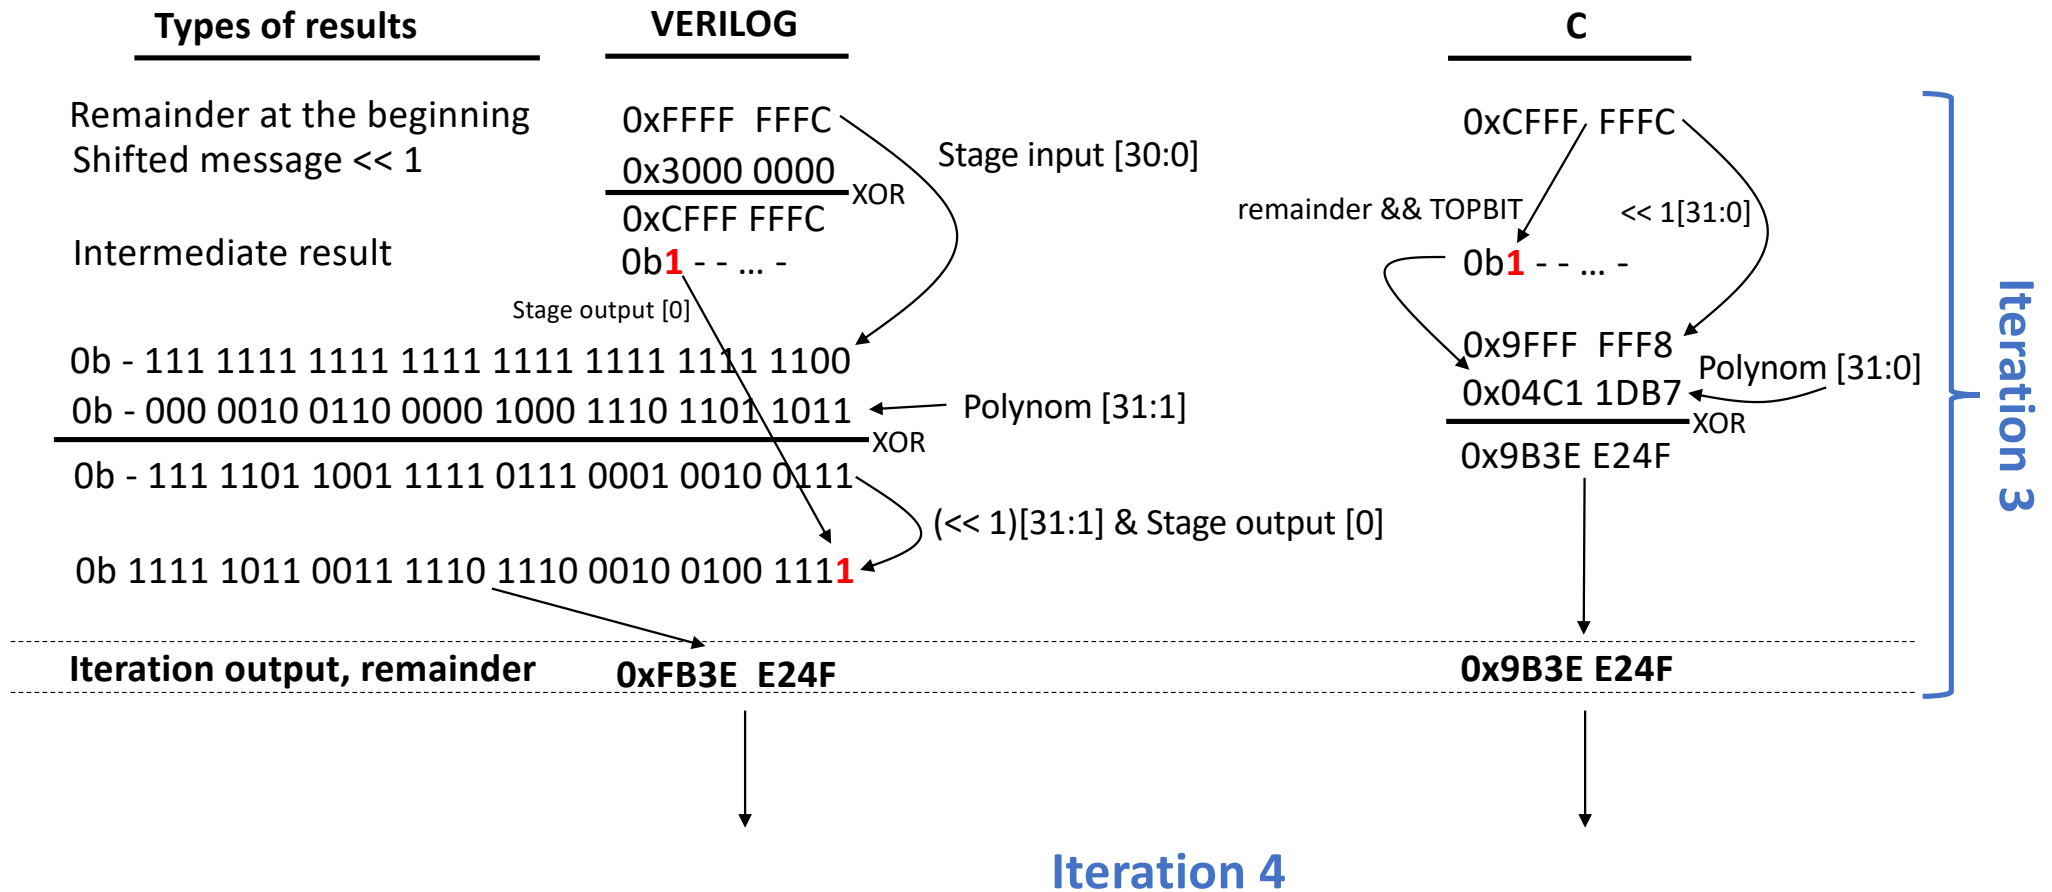 Types of results
VERILOG
C
Remainder at the beginning
0xFFFF FFFC
0xCFFF FFFC
Shifted message << 1
0x3000 0000
XOR
Stage input [30:0]
0xCFFF FFFC
remainder && TOPBIT
<< 1[31:0]
Intermediate result
0b1 - - ... -
0b1 - - ... -
Stage output [0]
0b - 111 1111 1111 1111 1111 1111 1111 1100
0x9FFF FFF8
0b - 000 0010 0110 0000 1000 1110 1101 1011
Polynom [31:1]
XOR
0x04C1 1DB7
Polynom [31:0]
XOR
0b - 111 1101 1001 1111 0111 0001 0010 0111
0x9B3E E24F
(<< 1)[31:1] & Stage output [0]
0b 1111 1011 0011 1110 1110 0010 0100 1111
Iteration output, remainder
0xFB3E E24F
0x9B3E E24F
Iteration 3
Iteration 4